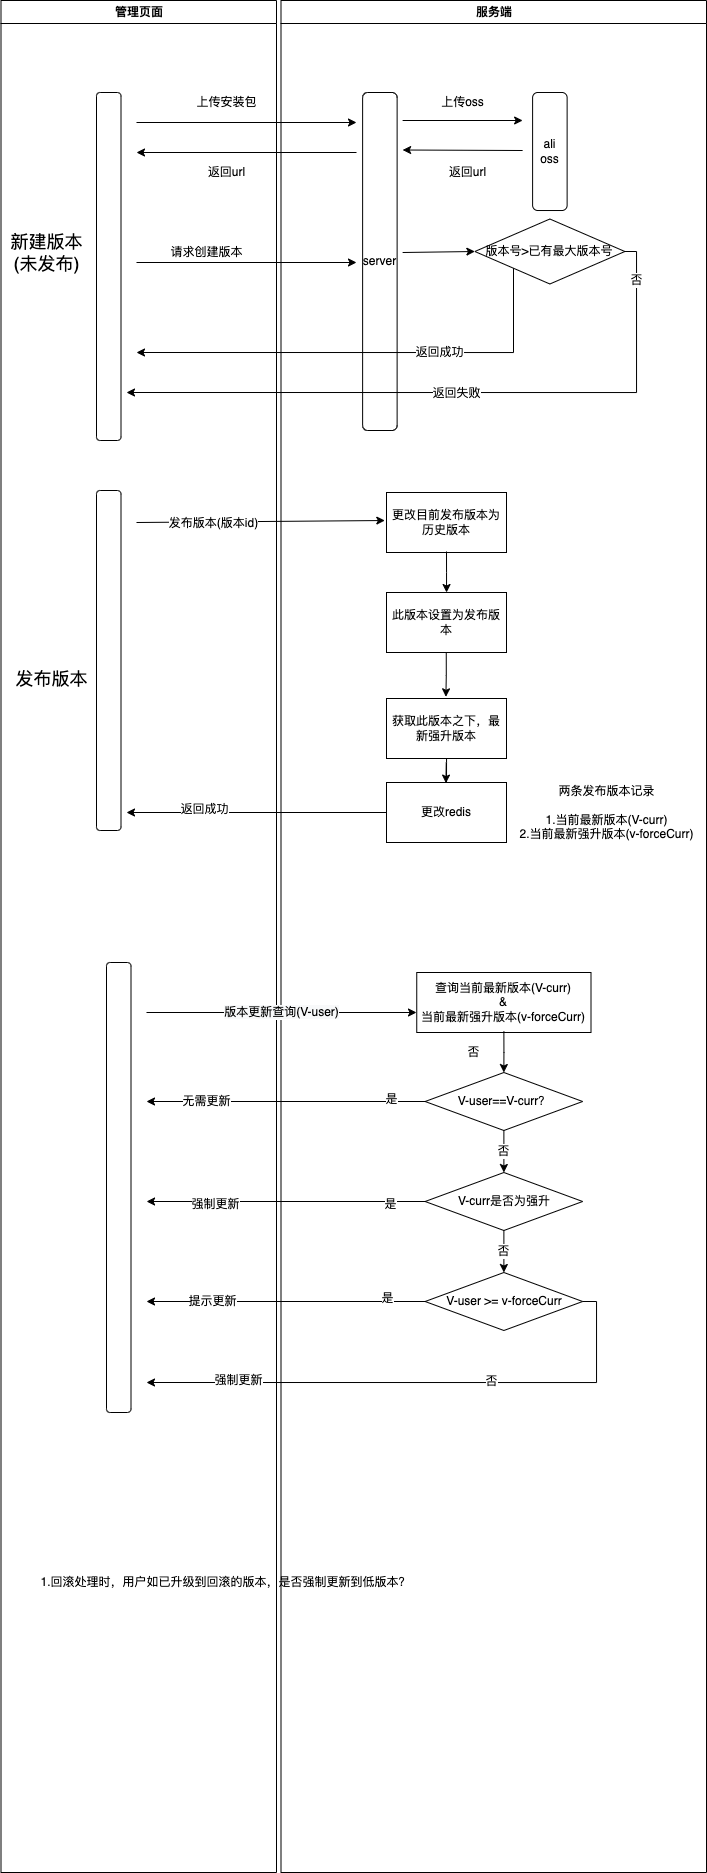 管理页面
服务端
上传安装包
上传oss
ali
oss
返回url
返回url
新建版本
(未发布)
请求创建版本
server
版本号>已有最大版本号
否
返回成功
返回失败
发布版本(版本id)
更改目前发布版本为
历史版本
此版本设置为发布版
本
发布版本
获取此版本之下，最
新强升版本
返回成功
更改redis
两条发布版本记录
1.当前最新版本(V-curr)
2.当前最新强升版本(v-forceCurr)
版本更新查询(V-user)
查询当前最新版本(V-curr)
&
当前最新强升版本(v-forceCurr)
否
无需更新
是
V-user==V-curr?
否
强制更新
是
V-curr是否为强升
否
提示更新
是
V-user >= v-forceCurr
强制更新
否
1.回滚处理时，用户如已升级到回滚的版本，是否强制更新到低版本?